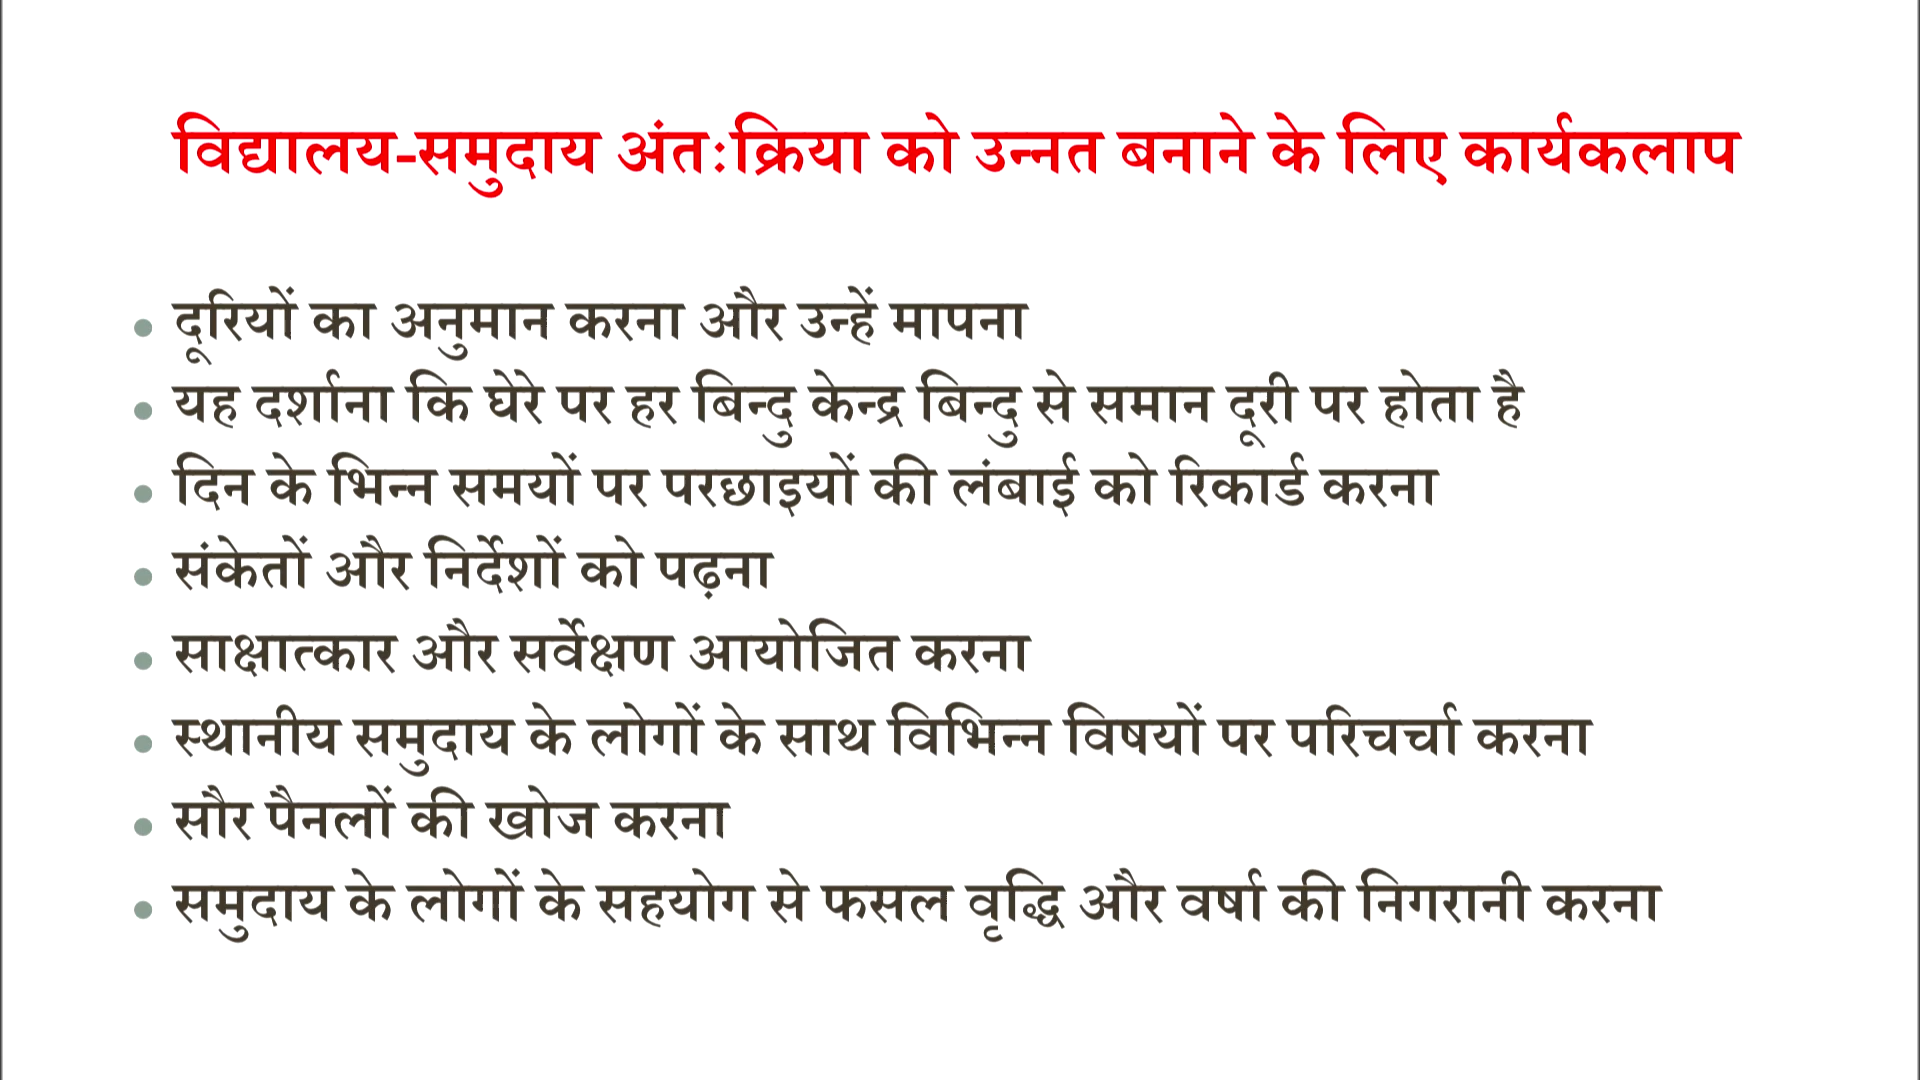 विद्यालय-समुदाय अंतःक्रिया को उन्नत बनाने के लिए कार्यकलाप
• दूरियों का अनुमान करना और उन्हें मापना
• यह दर्शाना कि घेरे पर हर बिन्दु केन्द्र बिन्दु से समान दूरी पर होता है
• दिन के भिन्न समयों पर परछाइयों की लंबाई को रिकार्ड करना
• संकेतों और निर्देशों को पढ़ना
• साक्षात्कार और सर्वेक्षण आयोजित करना
• स्थानीय समुदाय के लोगों के साथ विभिन्न विषयों पर परिचर्चा करना
• सौर पैनलों की खोज करना
• समुदाय के लोगों के सहयोग से फसल वृद्धि और वर्षा की निगरानी करना